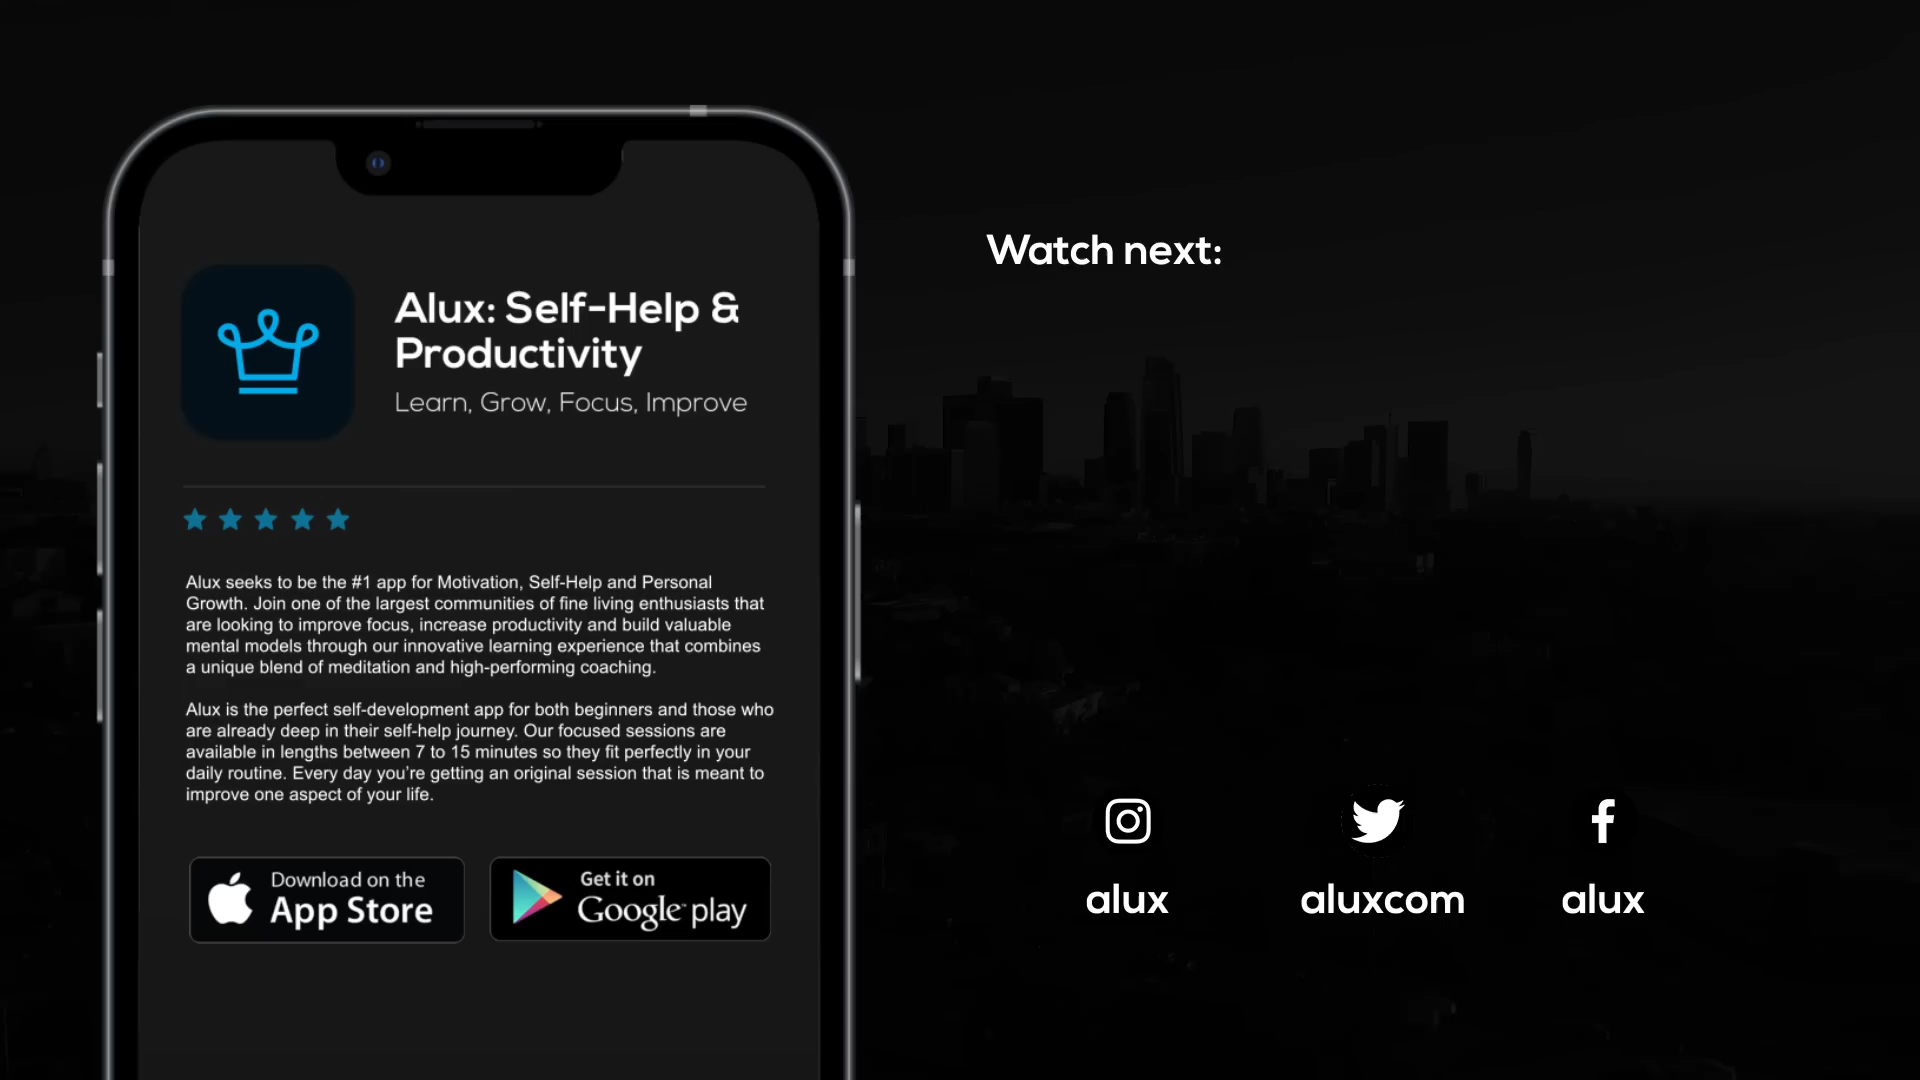 Alux: Self-Help &
Productivity
Learn, Grow, Focus, Improve
Alux seeks to be the #1 app for Motivation, Self-Help and Personal
Growth. Join one of the largest communities of fine living enthusiasts that
are looking to improve focus, increase productivity and build valuable
mental models through our innovative learning experience that combines
a unique blend of meditation and high-performing coaching.
Alux is the perfect self-development app for both beginners and those who
are already deep in their self-help journey. Our focused sessions are
available in lengths between 7 to 15 minutes so they fit perfectly in your
daily routine. Every day you’re getting an original session that is meant to
improve one aspect of your life.
Download on the
App Store
Get it on
Google play
Watch next:
alux
aluxcom
alux